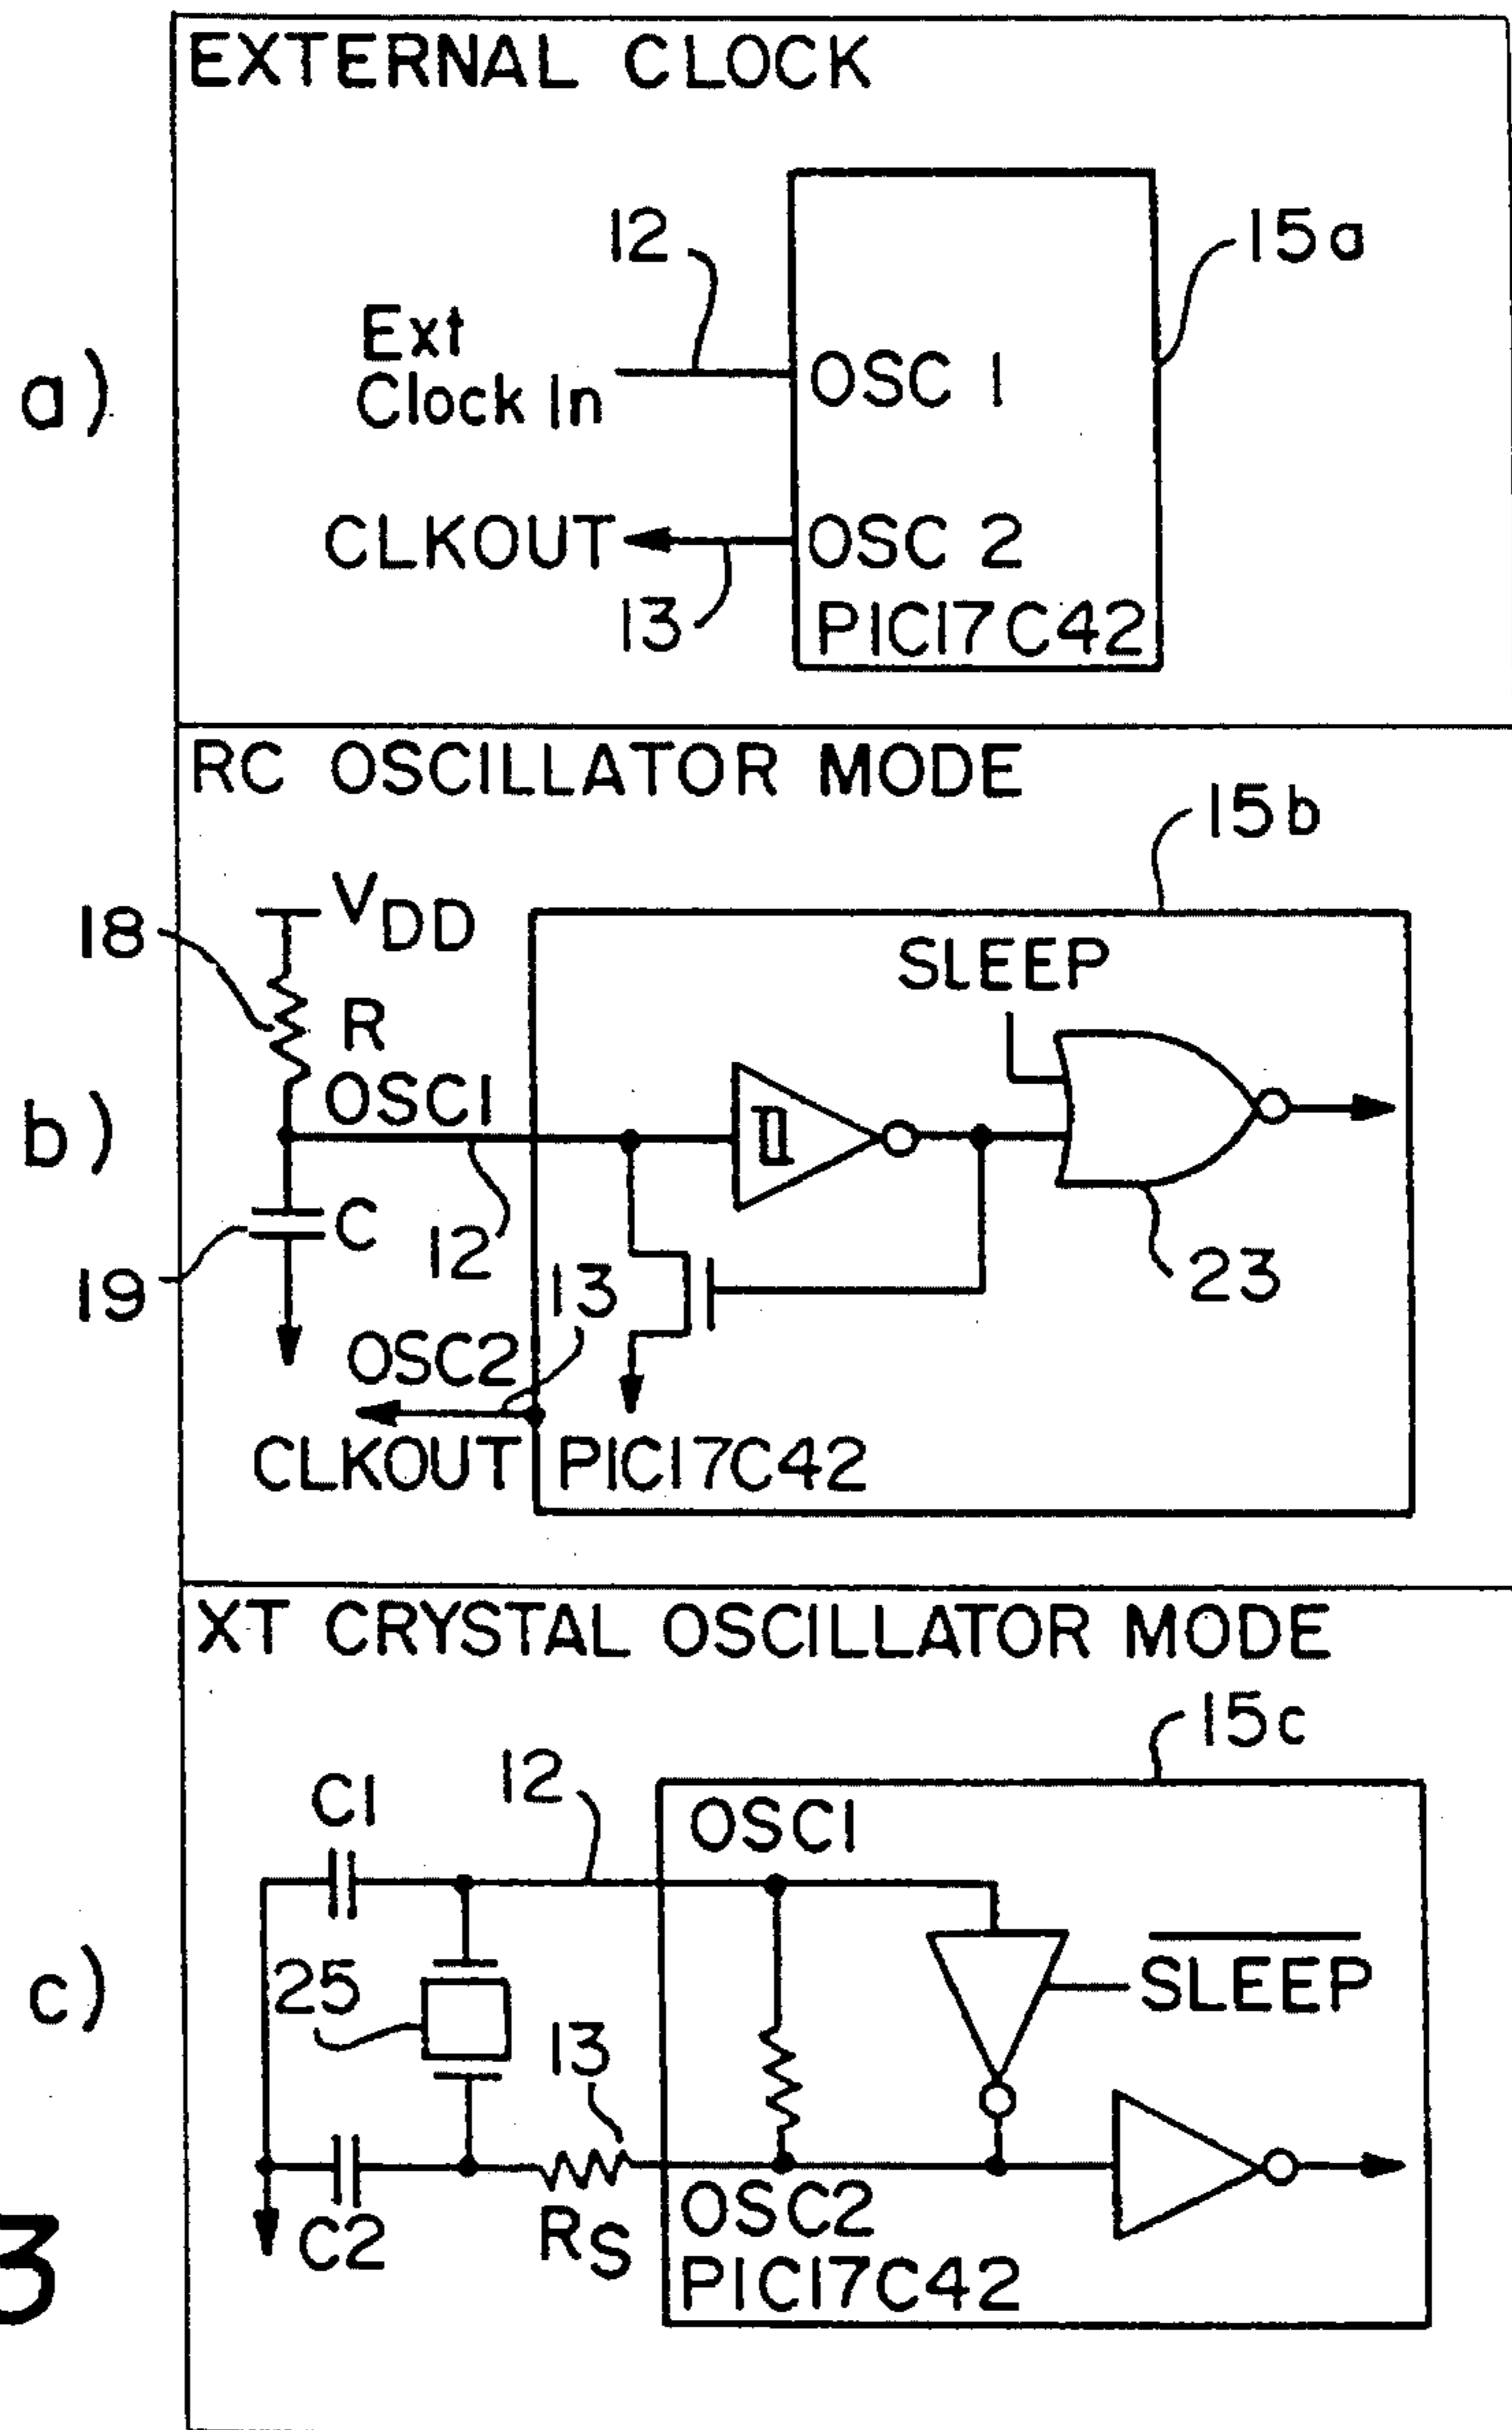 a)
EXTERNAL CLOCK
12
15a
Ext
Clock In
OSC 1
CLKOUT
OSC 2
13
PIC17C42
b)
RC OSCILLATOR MODE
15b
VDD
18
SLEEP
R
OSC1
C
12
19
13
23
OSC2
CLKOUT
PIC17C42
c)
XT CRYSTAL OSCILLATOR MODE
15c
12
C1
OSC1
25
SLEEP
13
OSC2
C2
RS
PIC17C42
3